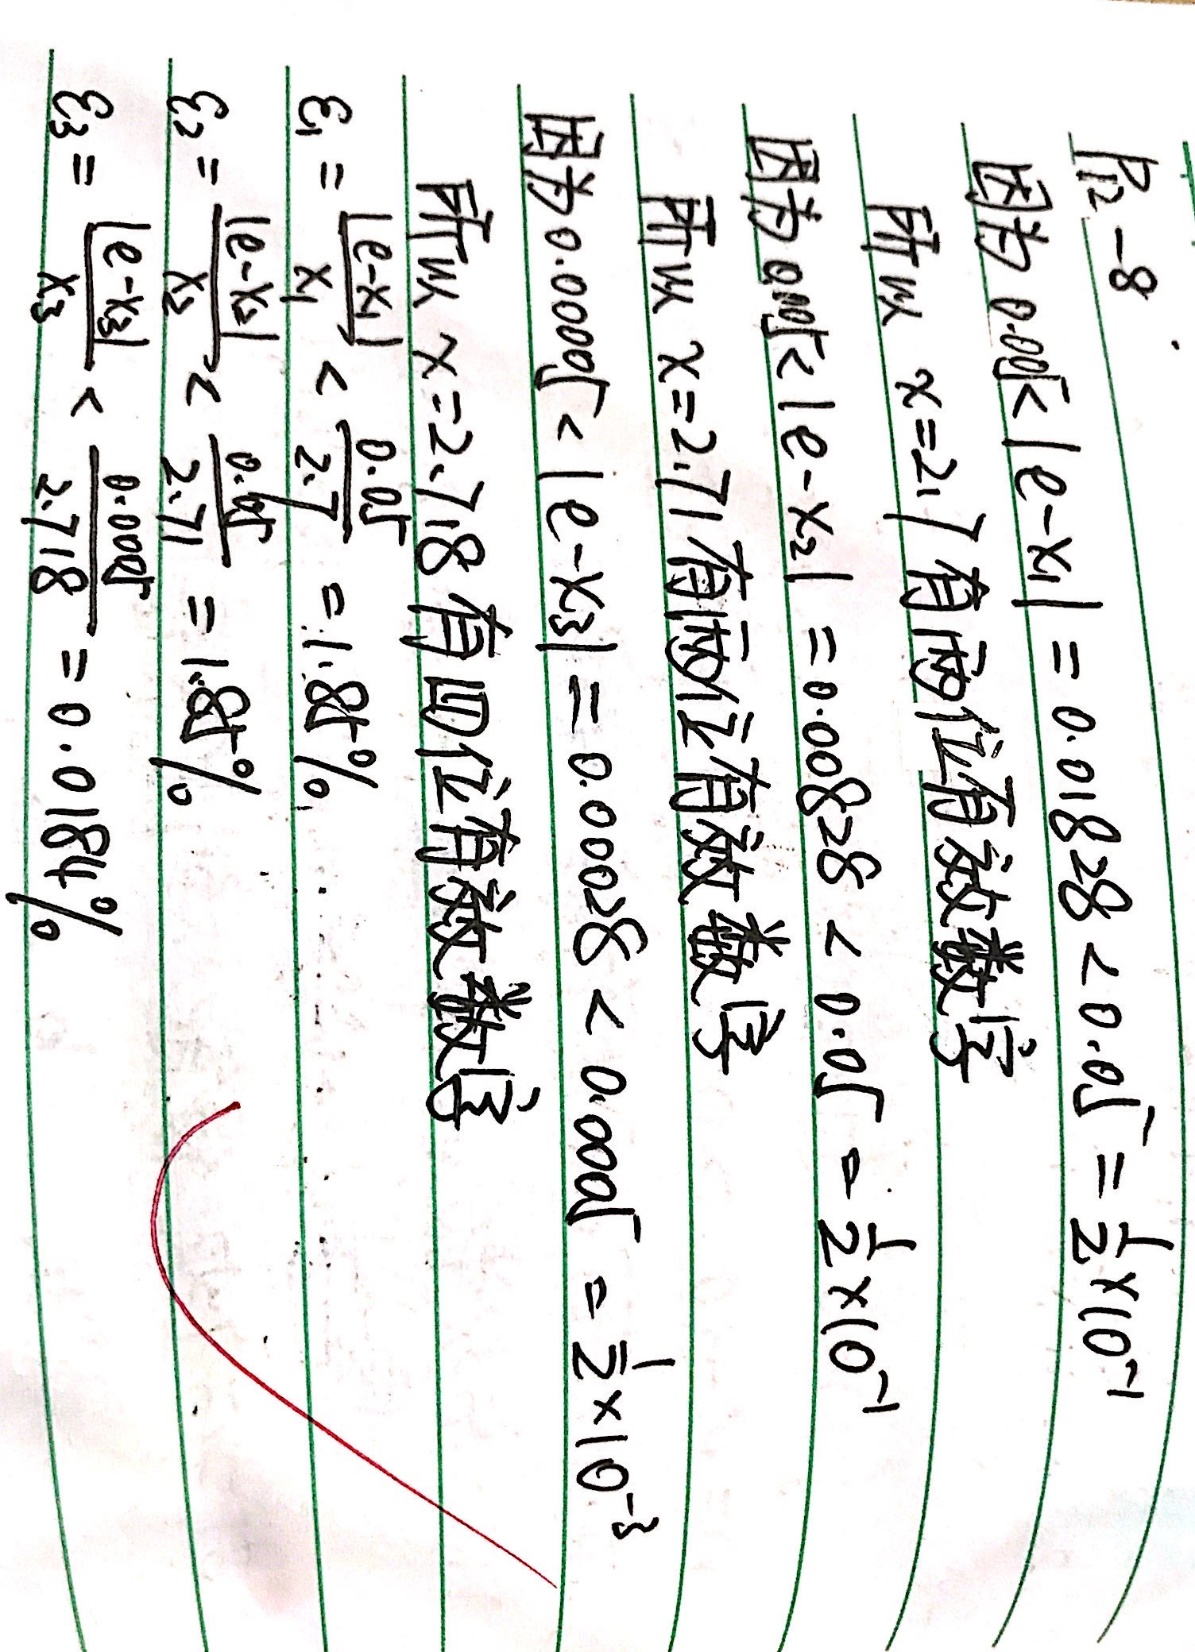 P12-8
因为 0.005 < |e-x₁| = 0.01828 < 0.05 = 1/2 × 10⁻¹
所以 x=2.7 有两位有效数字
因为 0.005 < |e-x₂| = 0.00828 < 0.05 = 1/2 × 10⁻¹
所以 x=2.71 有两位有效数字
因为 0.00005 < |e-x₃| = 0.00028 < 0.0005 = 1/2 × 10⁻³
所以 x=2.718 有四位有效数字
ε₁ = |e-x₁|/x₁ < 0.05/2.7 = 1.85%
ε₂ = |e-x₂|/x₂ < 0.05/2.71 = 1.85%
ε₃ = |e-x₃|/x₃ < 0.0005/2.718 = 0.0184%